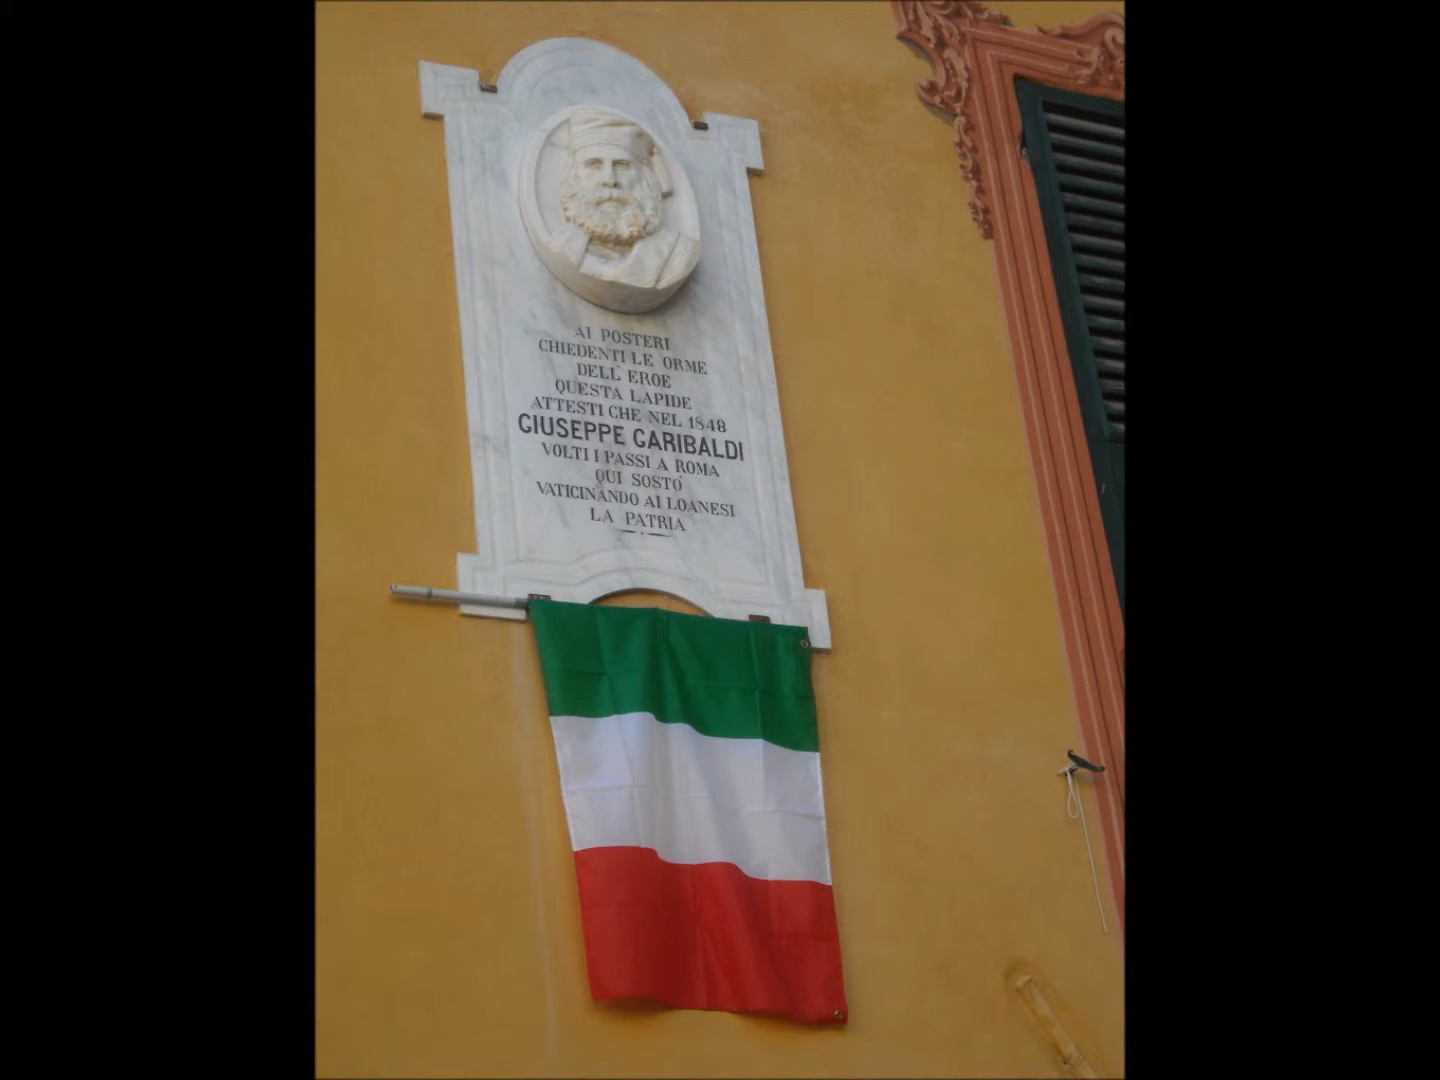 AI POSTERI
CHIEDENTI LE ORME
DELL' EROE
QUESTA LAPIDE
ATTESTI CHE NEL 1848
GIUSEPPE GARIBALDI
VOLTI I PASSI A ROMA
QUI SOSTO'
VATICINANDO AI LOANESI
LA PATRIA